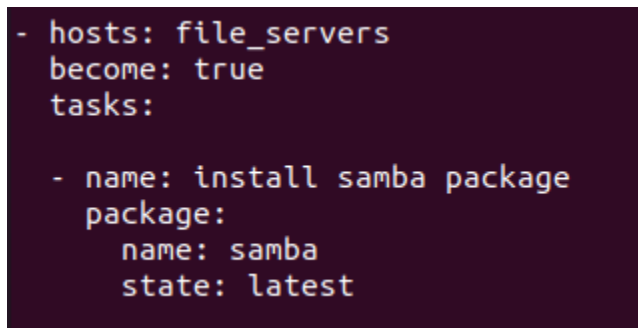 - hosts: file_servers
  become: true
  tasks:

  - name: install samba package
    package:
      name: samba
      state: latest